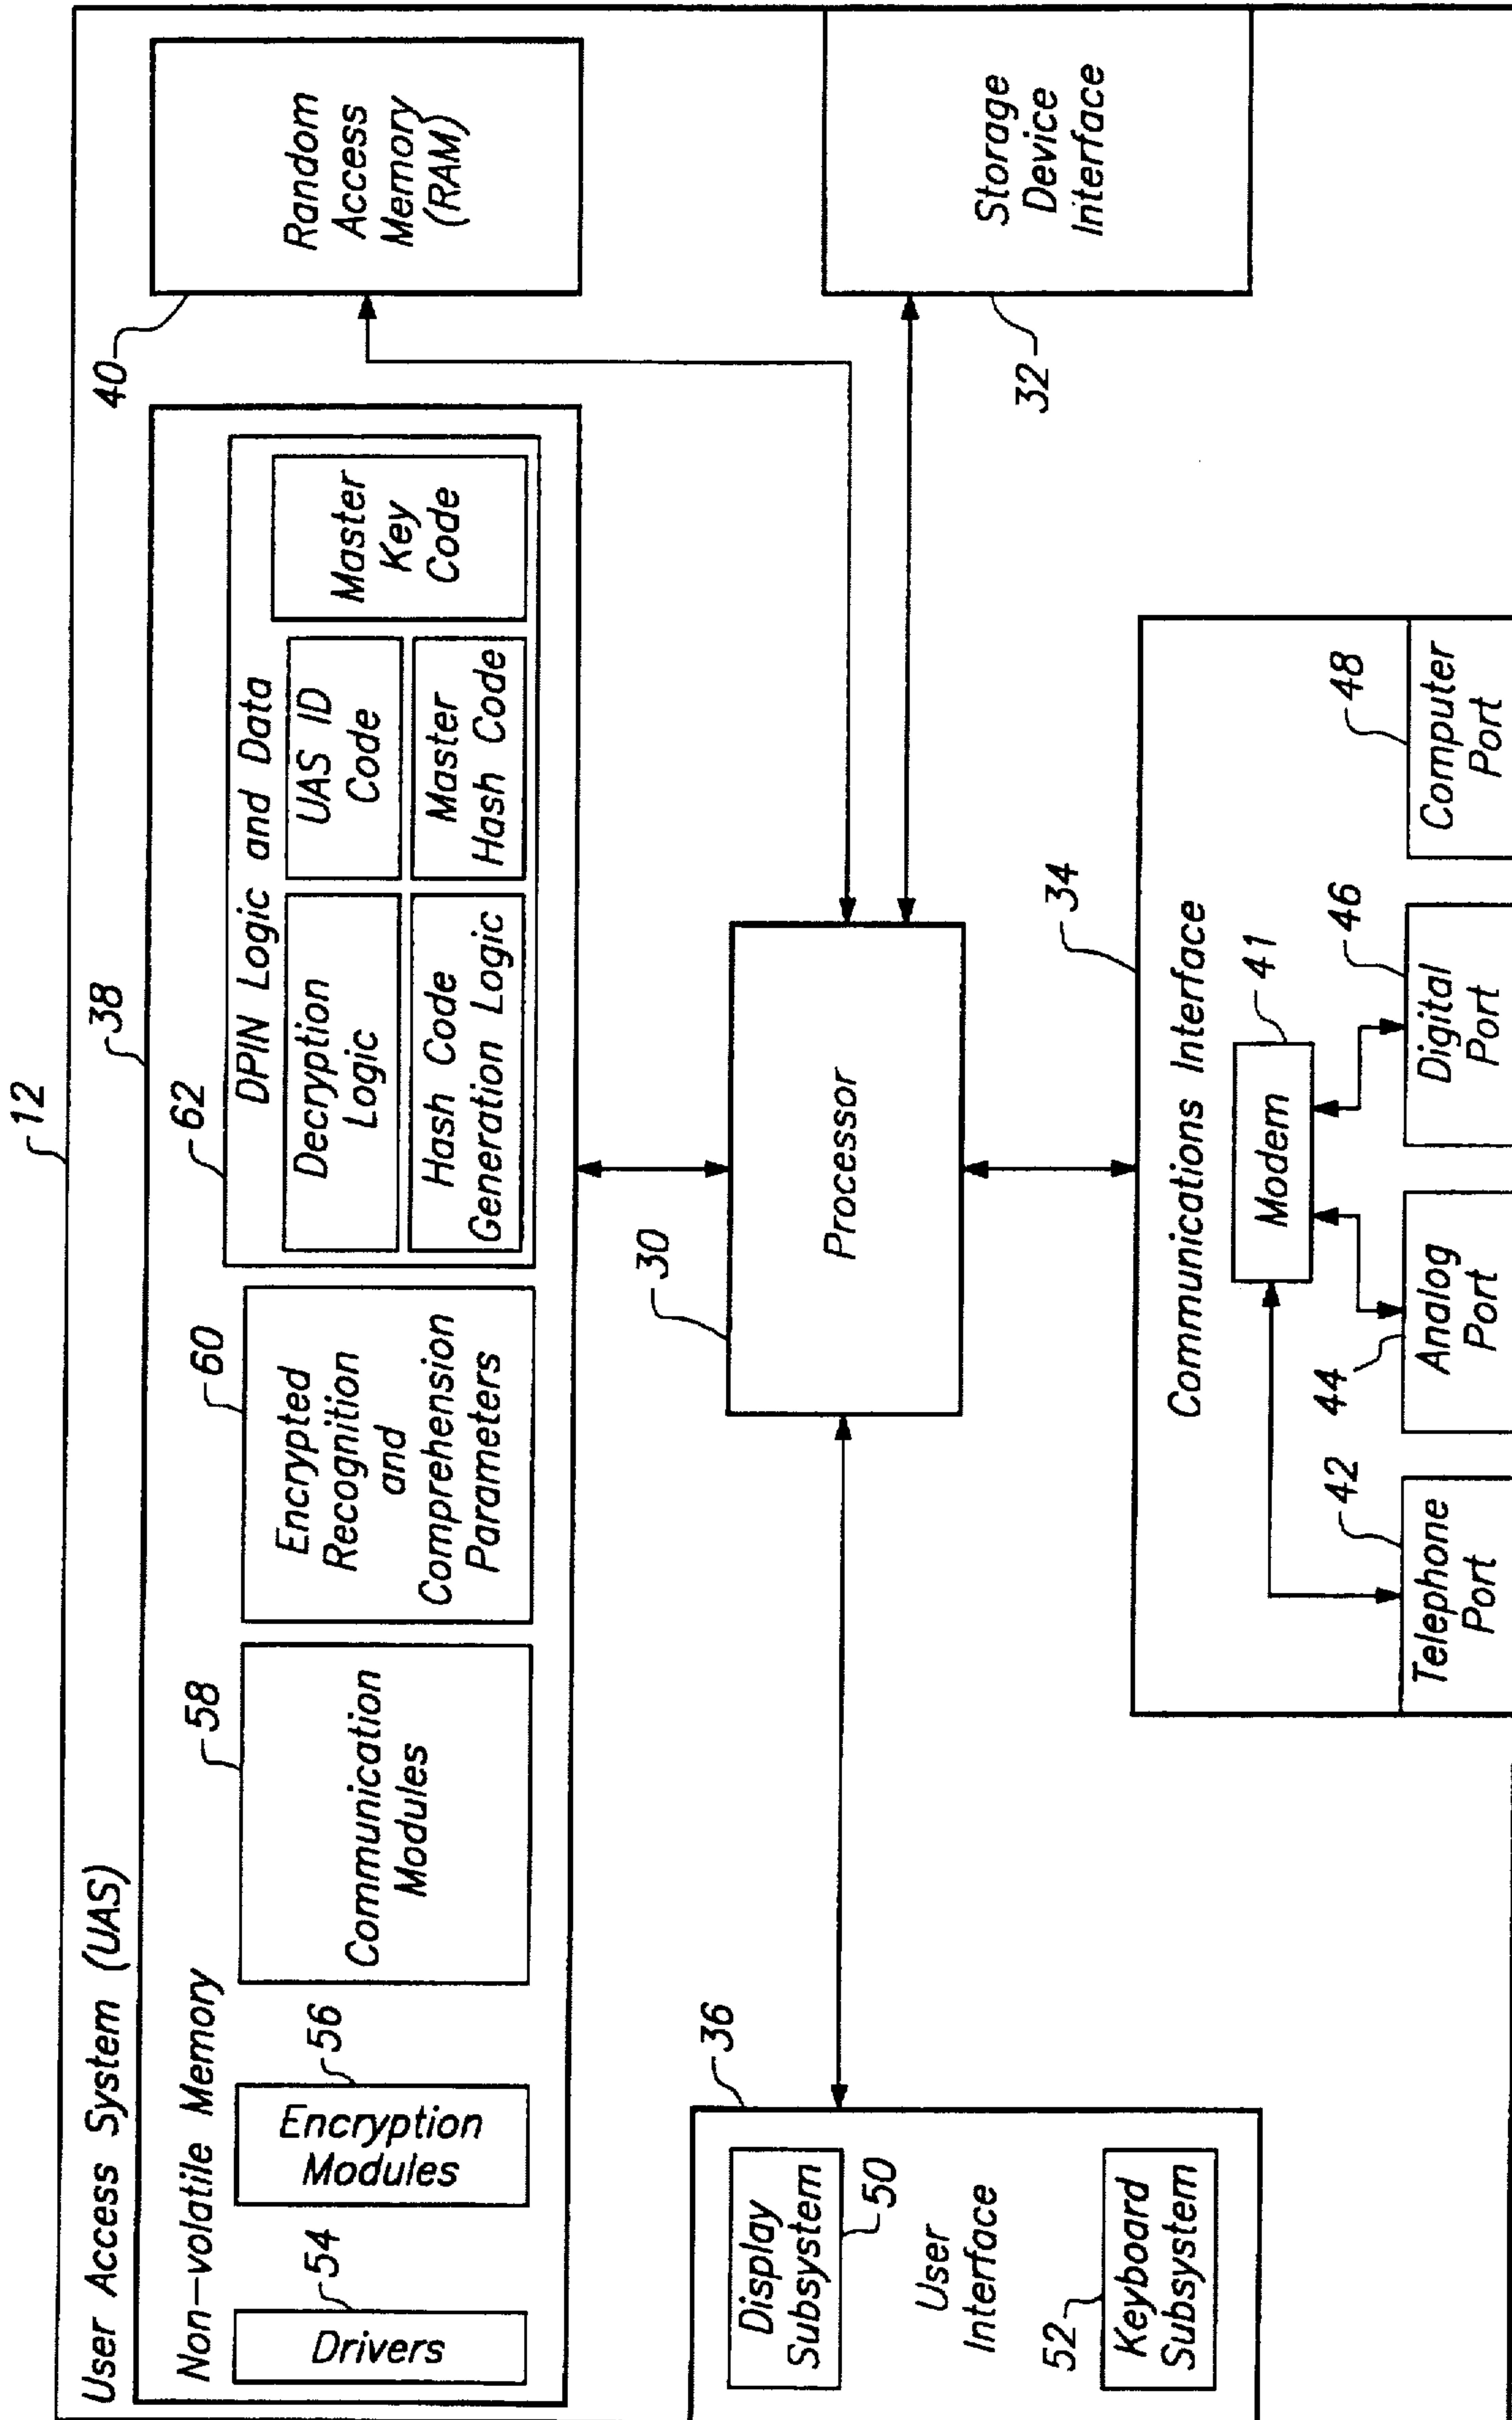 12
User Access System (UAS)
38
Non-volatile Memory
54
Drivers
56
Encryption
Modules
58
Communication
Modules
60
Encrypted
Recognition
and
Comprehension
Parameters
62
DPIN Logic and Data
Decryption
Logic
UAS ID
Code
Hash Code
Generation Logic
Master
Hash Code
Master
Key
Code
40
Random
Access
Memory
(RAM)
36
Display
Subsystem
50
User
Interface
52
Keyboard
Subsystem
30
Processor
32
Storage
Device
Interface
34
Communications Interface
41
Modem
42
Telephone
Port
44
Analog
Port
46
Digital
Port
48
Computer
Port